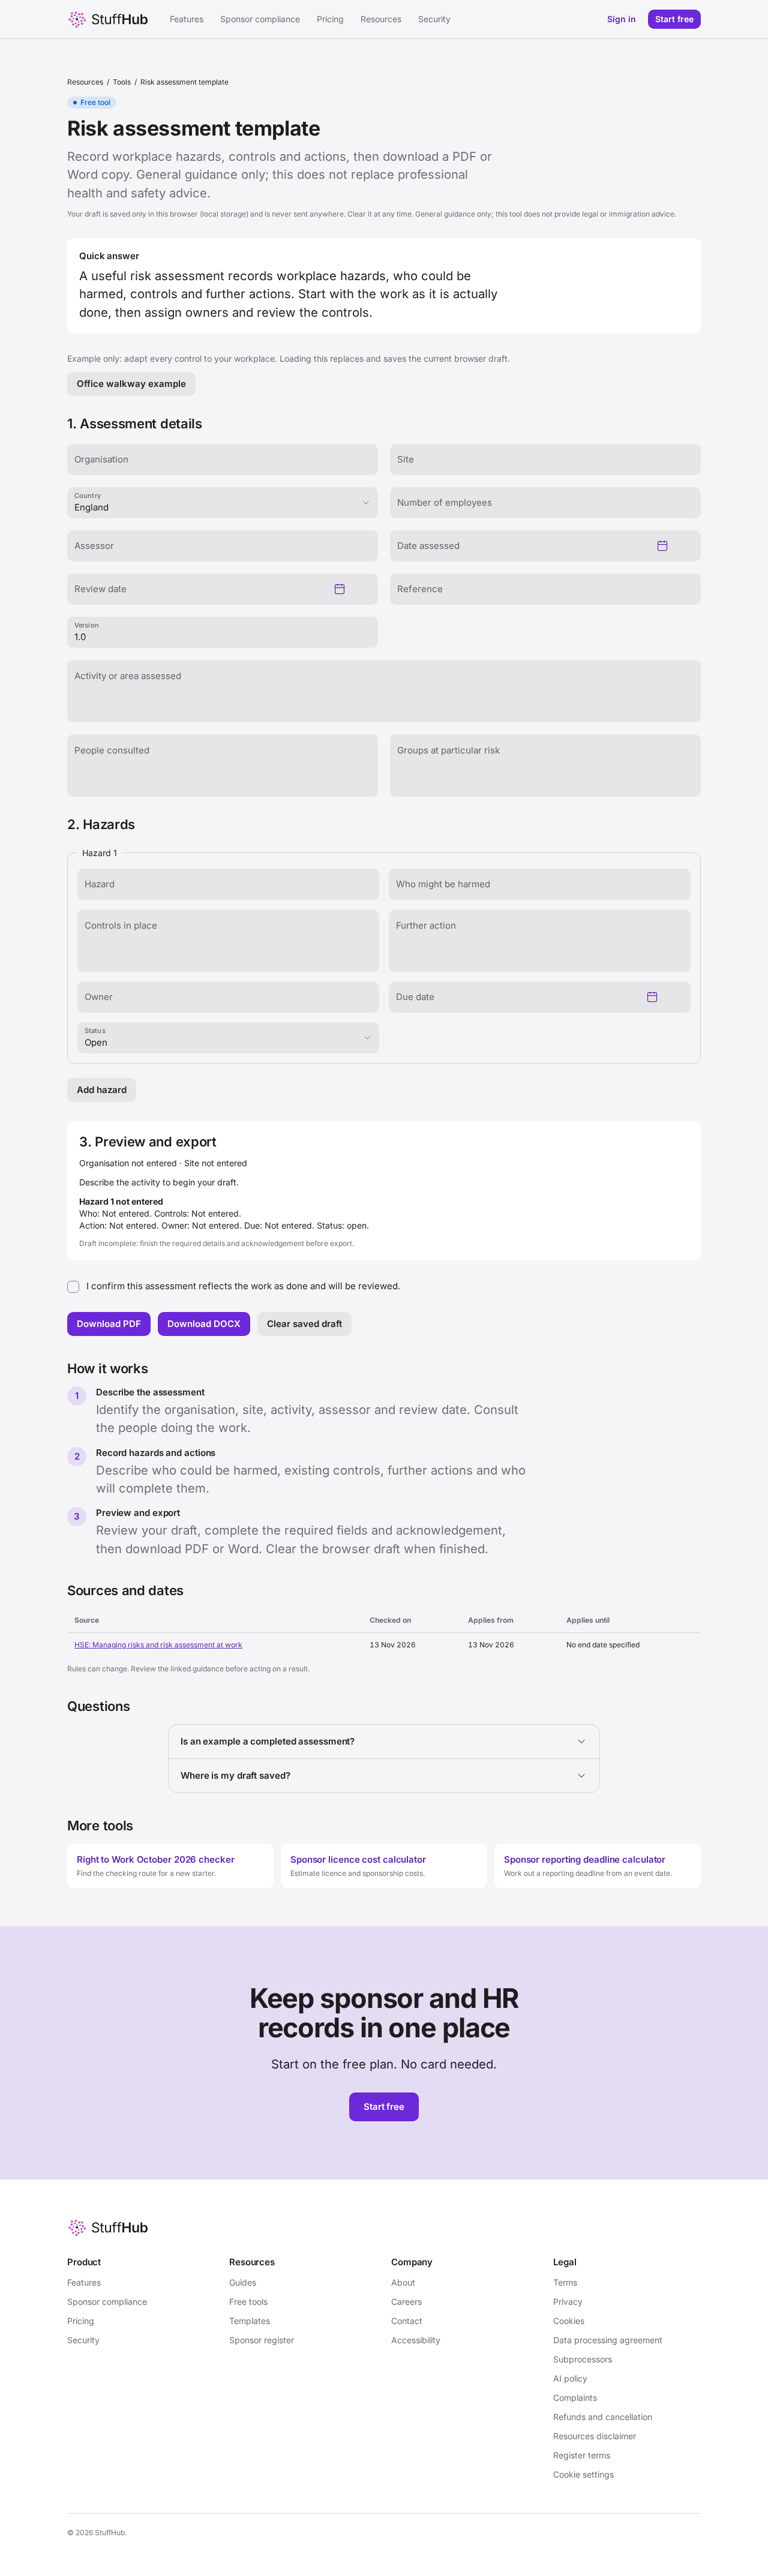 StuffHub
Features
Sponsor compliance
Pricing
Resources
Security
Sign in
Start free
Resources / Tools / Risk assessment template
Free tool
Risk assessment template
Record workplace hazards, controls and actions, then download a PDF or
Word copy. General guidance only; this does not replace professional
health and safety advice.
Your draft is saved only in this browser (local storage) and is never sent anywhere. Clear it at any time. General guidance only; this tool does not provide legal or immigration advice.
Quick answer
A useful risk assessment records workplace hazards, who could be
harmed, controls and further actions. Start with the work as it is actually
done, then assign owners and review the controls.
Example only: adapt every control to your workplace. Loading this replaces and saves the current browser draft.
Office walkway example
1. Assessment details
Organisation
Site
Country
England
Number of employees
Assessor
Date assessed
Review date
Reference
Version
1.0
Activity or area assessed
People consulted
Groups at particular risk
2. Hazards
Hazard 1
Hazard
Who might be harmed
Controls in place
Further action
Owner
Due date
Status
Open
Add hazard
3. Preview and export
Organisation not entered · Site not entered
Describe the activity to begin your draft.
Hazard 1 not entered
Who: Not entered. Controls: Not entered.
Action: Not entered. Owner: Not entered. Due: Not entered. Status: open.
Draft incomplete: finish the required details and acknowledgement before export.
I confirm this assessment reflects the work as done and will be reviewed.
Download PDF
Download DOCX
Clear saved draft
How it works
1
Describe the assessment
Identify the organisation, site, activity, assessor and review date. Consult
the people doing the work.
2
Record hazards and actions
Describe who could be harmed, existing controls, further actions and who
will complete them.
3
Preview and export
Review your draft, complete the required fields and acknowledgement,
then download PDF or Word. Clear the browser draft when finished.
Sources and dates
Source
Checked on
Applies from
Applies until
HSE: Managing risks and risk assessment at work
13 Nov 2026
13 Nov 2026
No end date specified
Rules can change. Review the linked guidance before acting on a result.
Questions
Is an example a completed assessment?
Where is my draft saved?
More tools
Right to Work October 2026 checker
Find the checking route for a new starter.
Sponsor licence cost calculator
Estimate licence and sponsorship costs.
Sponsor reporting deadline calculator
Work out a reporting deadline from an event date.
Keep sponsor and HR
records in one place
Start on the free plan. No card needed.
Start free
StuffHub
Product
Features
Sponsor compliance
Pricing
Security
Resources
Guides
Free tools
Templates
Sponsor register
Company
About
Careers
Contact
Accessibility
Legal
Terms
Privacy
Cookies
Data processing agreement
Subprocessors
AI policy
Complaints
Refunds and cancellation
Resources disclaimer
Register terms
Cookie settings
© 2026 StuffHub.